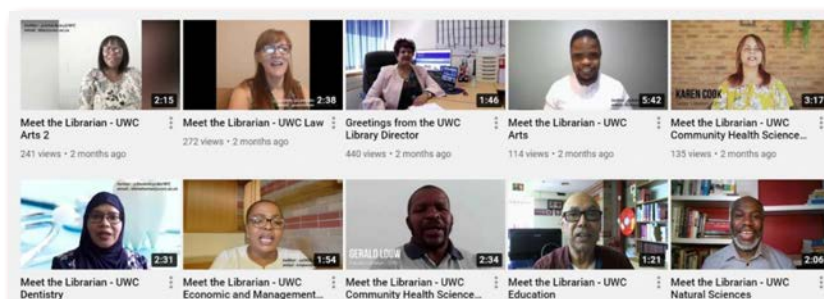 2:15
2:38
1:46
5:42
KAREN COOK
3:17
Meet the Librarian - UWC
Arts 2
241 views • 2 months ago
Meet the Librarian - UWC Law
272 views • 2 months ago
Greetings from the UWC
Library Director
440 views • 2 months ago
Meet the Librarian - UWC
Arts
114 views • 2 months ago
Meet the Librarian - UWC
Community Health Science...
135 views • 2 months ago
2:31
1:54
GERALD LOUW
2:34
1:21
2:06
Meet the Librarian - UWC
Dentistry
Meet the Librarian - UWC
Economic and Management...
Meet the Librarian - UWC
Community Health Science...
Meet the Librarian - UWC
Education
Meet the Librarian - UWC
Natural Sciences